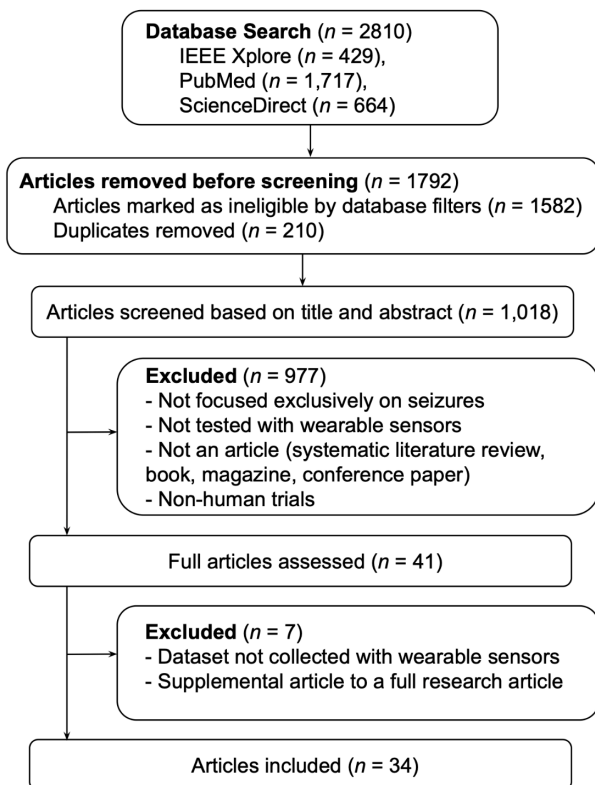 Database Search (n = 2810)
IEEE Xplore (n = 429),
PubMed (n = 1,717),
ScienceDirect (n = 664)
Articles removed before screening (n = 1792)
Articles marked as ineligible by database filters (n = 1582)
Duplicates removed (n = 210)
Articles screened based on title and abstract (n = 1,018)
Excluded (n = 977)
- Not focused exclusively on seizures
- Not tested with wearable sensors
- Not an article (systematic literature review,
book, magazine, conference paper)
- Non-human trials
Full articles assessed (n = 41)
Excluded (n = 7)
- Dataset not collected with wearable sensors
- Supplemental article to a full research article
Articles included (n = 34)